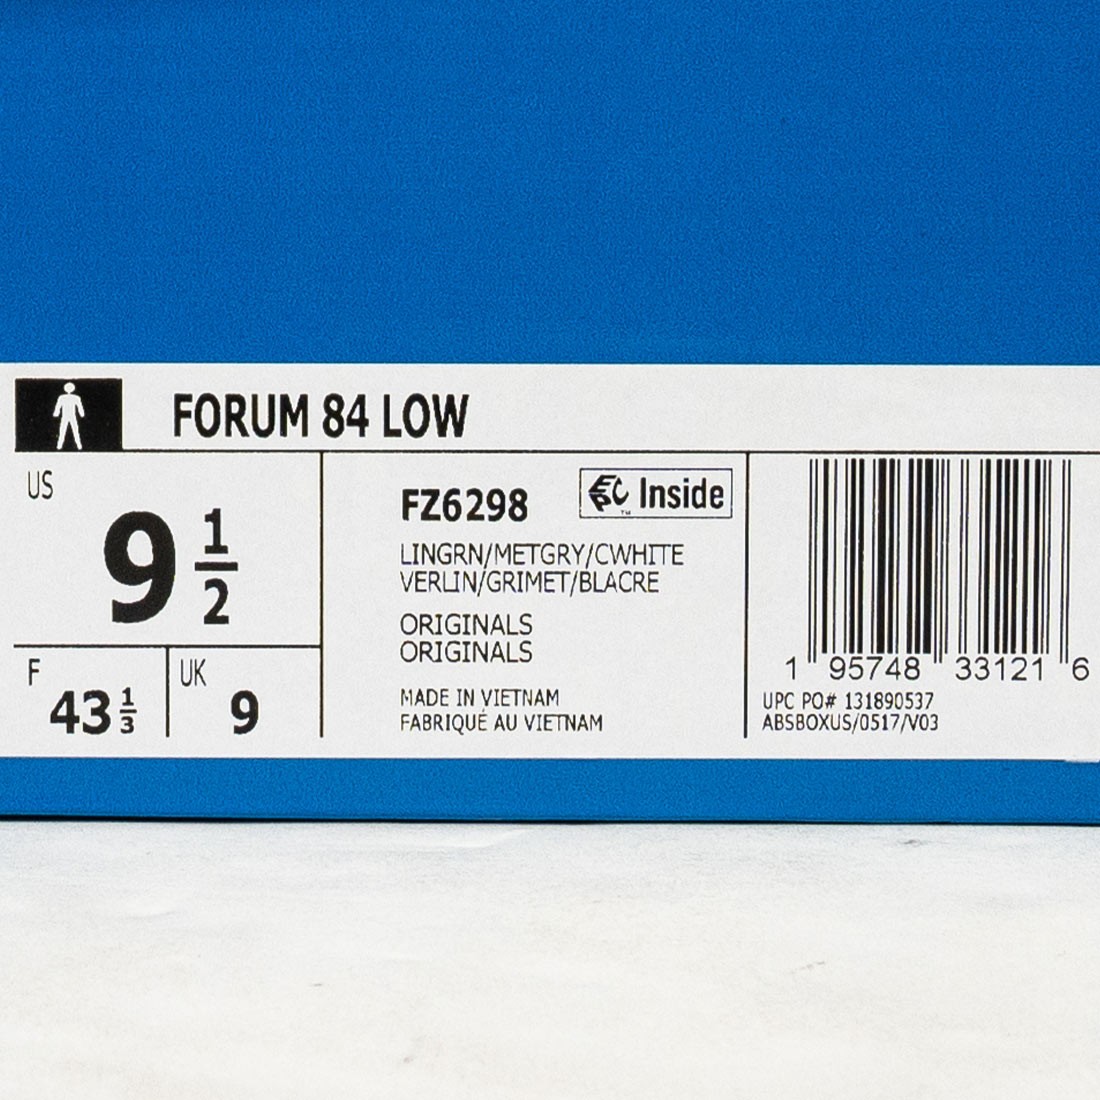 FORUM 84 LOW
US
9 1/2
F
43 1/3
UK
9
FZ6298
EPC Inside
™
LINGRN/METGRY/CWHITE
VERLIN/GRIMET/BLACRE
ORIGINALS
ORIGINALS
MADE IN VIETNAM
FABRIQUÉ AU VIETNAM
1 95748 33121 6
UPC PO# 131890537
ABSBOXUS/0517/V03